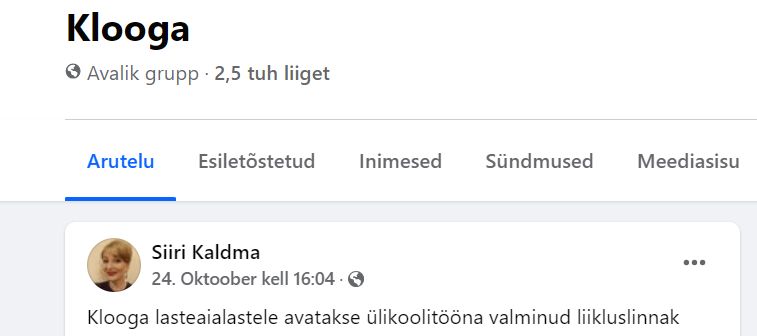 Klooga
Avalik grupp · 2,5 tuh liiget
Arutelu Esiletõstetud Inimesed Sündmused Meediasisu
Siiri Kaldma
24. Oktoober kell 16:04 ·
Klooga lasteaialastele avatakse ülikoolitööna valminud liikluslinnak